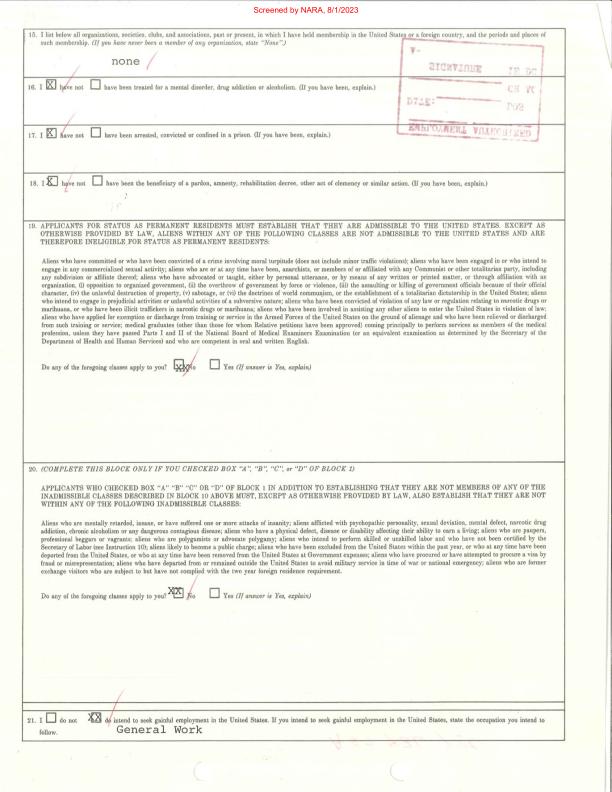 Screened by NARA, 8/1/2023
15. I list below all organizations, societies, clubs, and associations, past or present, in which I have held membership in the United States or a foreign country, and the periods and places of
such membership. (If you have never been a member of any organization, state "None".)
none
16. I X have not have been treated for a mental disorder, drug addiction or alcoholism. (If you have been, explain.)
17. I X have not have been arrested, convicted or confined in a prison. (If you have been, explain.)
18. I X have not have been the beneficiary of a pardon, amnesty, rehabilitation decree, other act of clemency or similar action. (If you have been, explain.)
19. APPLICANTS FOR STATUS AS PERMANENT RESIDENTS MUST ESTABLISH THAT THEY ARE ADMISSIBLE TO THE UNITED STATES. EXCEPT AS
OTHERWISE PROVIDED BY LAW, ALIENS WITHIN ANY OF THE FOLLOWING CLASSES ARE NOT ADMISSIBLE TO THE UNITED STATES AND ARE
THEREFORE INELIGIBLE FOR STATUS AS PERMANENT RESIDENTS:
Aliens who have committed or who have been convicted of a crime involving moral turpitude (does not include minor traffic violations); aliens who have been engaged in or who intend to
engage in any commercialized sexual activity; aliens who are or at any time have been, anarchists, or members of or affiliated with any Communist or other totalitarian party, including
any subdivision or affiliate thereof; aliens who have advocated or taught, either by personal utterance, or by means of any written or printed matter, or through affiliation with an
organization, (i) opposition to organized government, (ii) the overthrow of government by force or violence, (iii) the assaulting or killing of government officials because of their official
character, (iv) the unlawful destruction of property, (v) sabotage, or (vi) the doctrines of world communism, or the establishment of a totalitarian dictatorship in the United States; aliens
who intend to engage in prejudicial activities or unlawful activities of a subversive nature; aliens who have been convicted of violation of any law or regulation relating to narcotic drugs or
marihuana, or who have been illicit traffickers in narcotic drugs or marihuana; aliens who have been involved in assisting any other aliens to enter the United States in violation of law;
aliens who have applied for exemption or discharge from training or service in the Armed Forces of the United States on the ground of alienage and who have been relieved or discharged
from such training or service; medical graduates (other than those for whom Relative petitions have been approved) coming principally to perform services as members of the medical
profession, unless they have passed Parts I and II of the National Board of Medical Examiners Examination (or an equivalent examination as determined by the Secretary of the
Department of Health and Human Services) and who are competent in oral and written English.
Do any of the foregoing classes apply to you? XX No Yes (If answer is Yes, explain)
20. (COMPLETE THIS BLOCK ONLY IF YOU CHECKED BOX "A", "B", "C", or "D" OF BLOCK 1)
APPLICANTS WHO CHECKED BOX "A" "B" "C" OR "D" OF BLOCK 1 IN ADDITION TO ESTABLISHING THAT THEY ARE NOT MEMBERS OF ANY OF THE
INADMISSIBLE CLASSES DESCRIBED IN BLOCK 19 ABOVE MUST, EXCEPT AS OTHERWISE PROVIDED BY LAW, ALSO ESTABLISH THAT THEY ARE NOT
WITHIN ANY OF THE FOLLOWING INADMISSIBLE CLASSES:
Aliens who are mentally retarded, insane, or have suffered one or more attacks of insanity; aliens afflicted with psychopathic personality, sexual deviation, mental defect, narcotic drug
addiction, chronic alcoholism or any dangerous contagious disease; aliens who have a physical defect, disease or disability affecting their ability to earn a living; aliens who are paupers,
professional beggars or vagrants; aliens who are polygamists or advocate polygamy; aliens who intend to perform skilled or unskilled labor and who have not been certified by the
Secretary of Labor (see Instruction 10); aliens likely to become a public charge; aliens who have been excluded from the United States within the past year, or who at any time have been
deported from the United States, or who at any time have been removed from the United States at Government expense; aliens who have procured or have attempted to procure a visa by
fraud or misrepresentation; aliens who have departed from or remained outside the United States to avoid military service in time of war or national emergency; aliens who are former
exchange visitors who are subject to but have not complied with the two year foreign residence requirement.
Do any of the foregoing classes apply to you? XX No Yes (If answer is Yes, explain)
21. I do not XX do intend to seek gainful employment in the United States. If you intend to seek gainful employment in the United States, state the occupation you intend to
follow. General Work